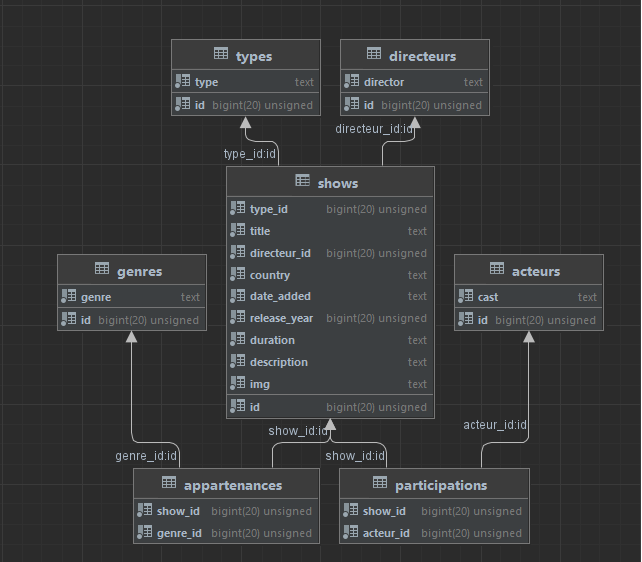 types
type text
id bigint(20) unsigned
directeurs
director text
id bigint(20) unsigned
type_id:id
directeur_id:id
shows
type_id bigint(20) unsigned
title text
directeur_id bigint(20) unsigned
country text
date_added text
release_year bigint(20) unsigned
duration text
description text
img text
id bigint(20) unsigned
genres
genre text
id bigint(20) unsigned
acteurs
cast text
id bigint(20) unsigned
genre_id:id
show_id:id
show_id:id
acteur_id:id
appartenances
show_id bigint(20) unsigned
genre_id bigint(20) unsigned
participations
show_id bigint(20) unsigned
acteur_id bigint(20) unsigned